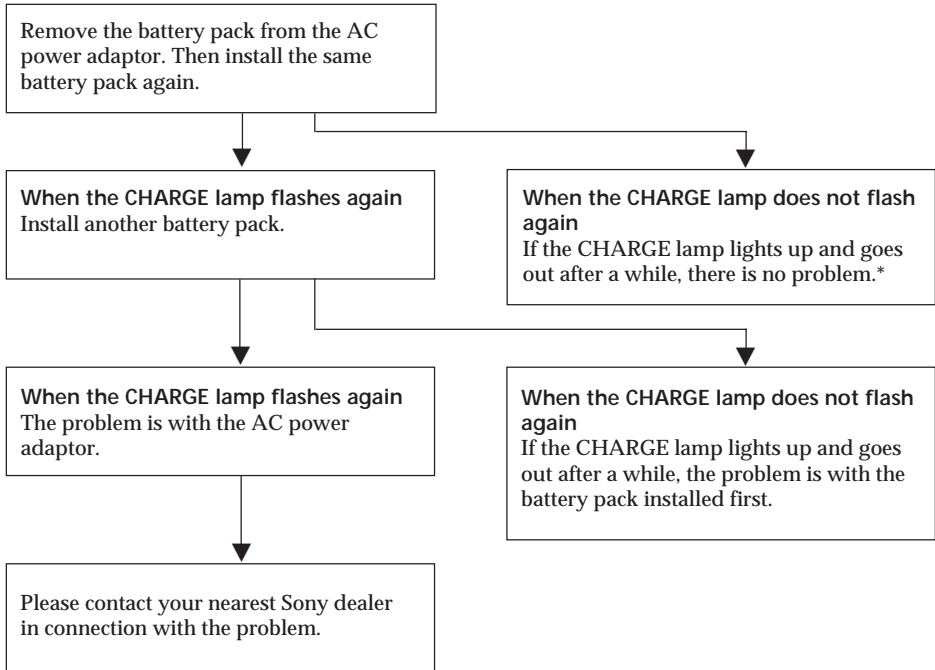 Remove the battery pack from the AC
power adaptor. Then install the same
battery pack again.
When the CHARGE lamp flashes again
Install another battery pack.
When the CHARGE lamp does not flash
again
If the CHARGE lamp lights up and goes
out after a while, there is no problem.*
When the CHARGE lamp flashes again
The problem is with the AC power
adaptor.
When the CHARGE lamp does not flash
again
If the CHARGE lamp lights up and goes
out after a while, the problem is with the
battery pack installed first.
Please contact your nearest Sony dealer
in connection with the problem.